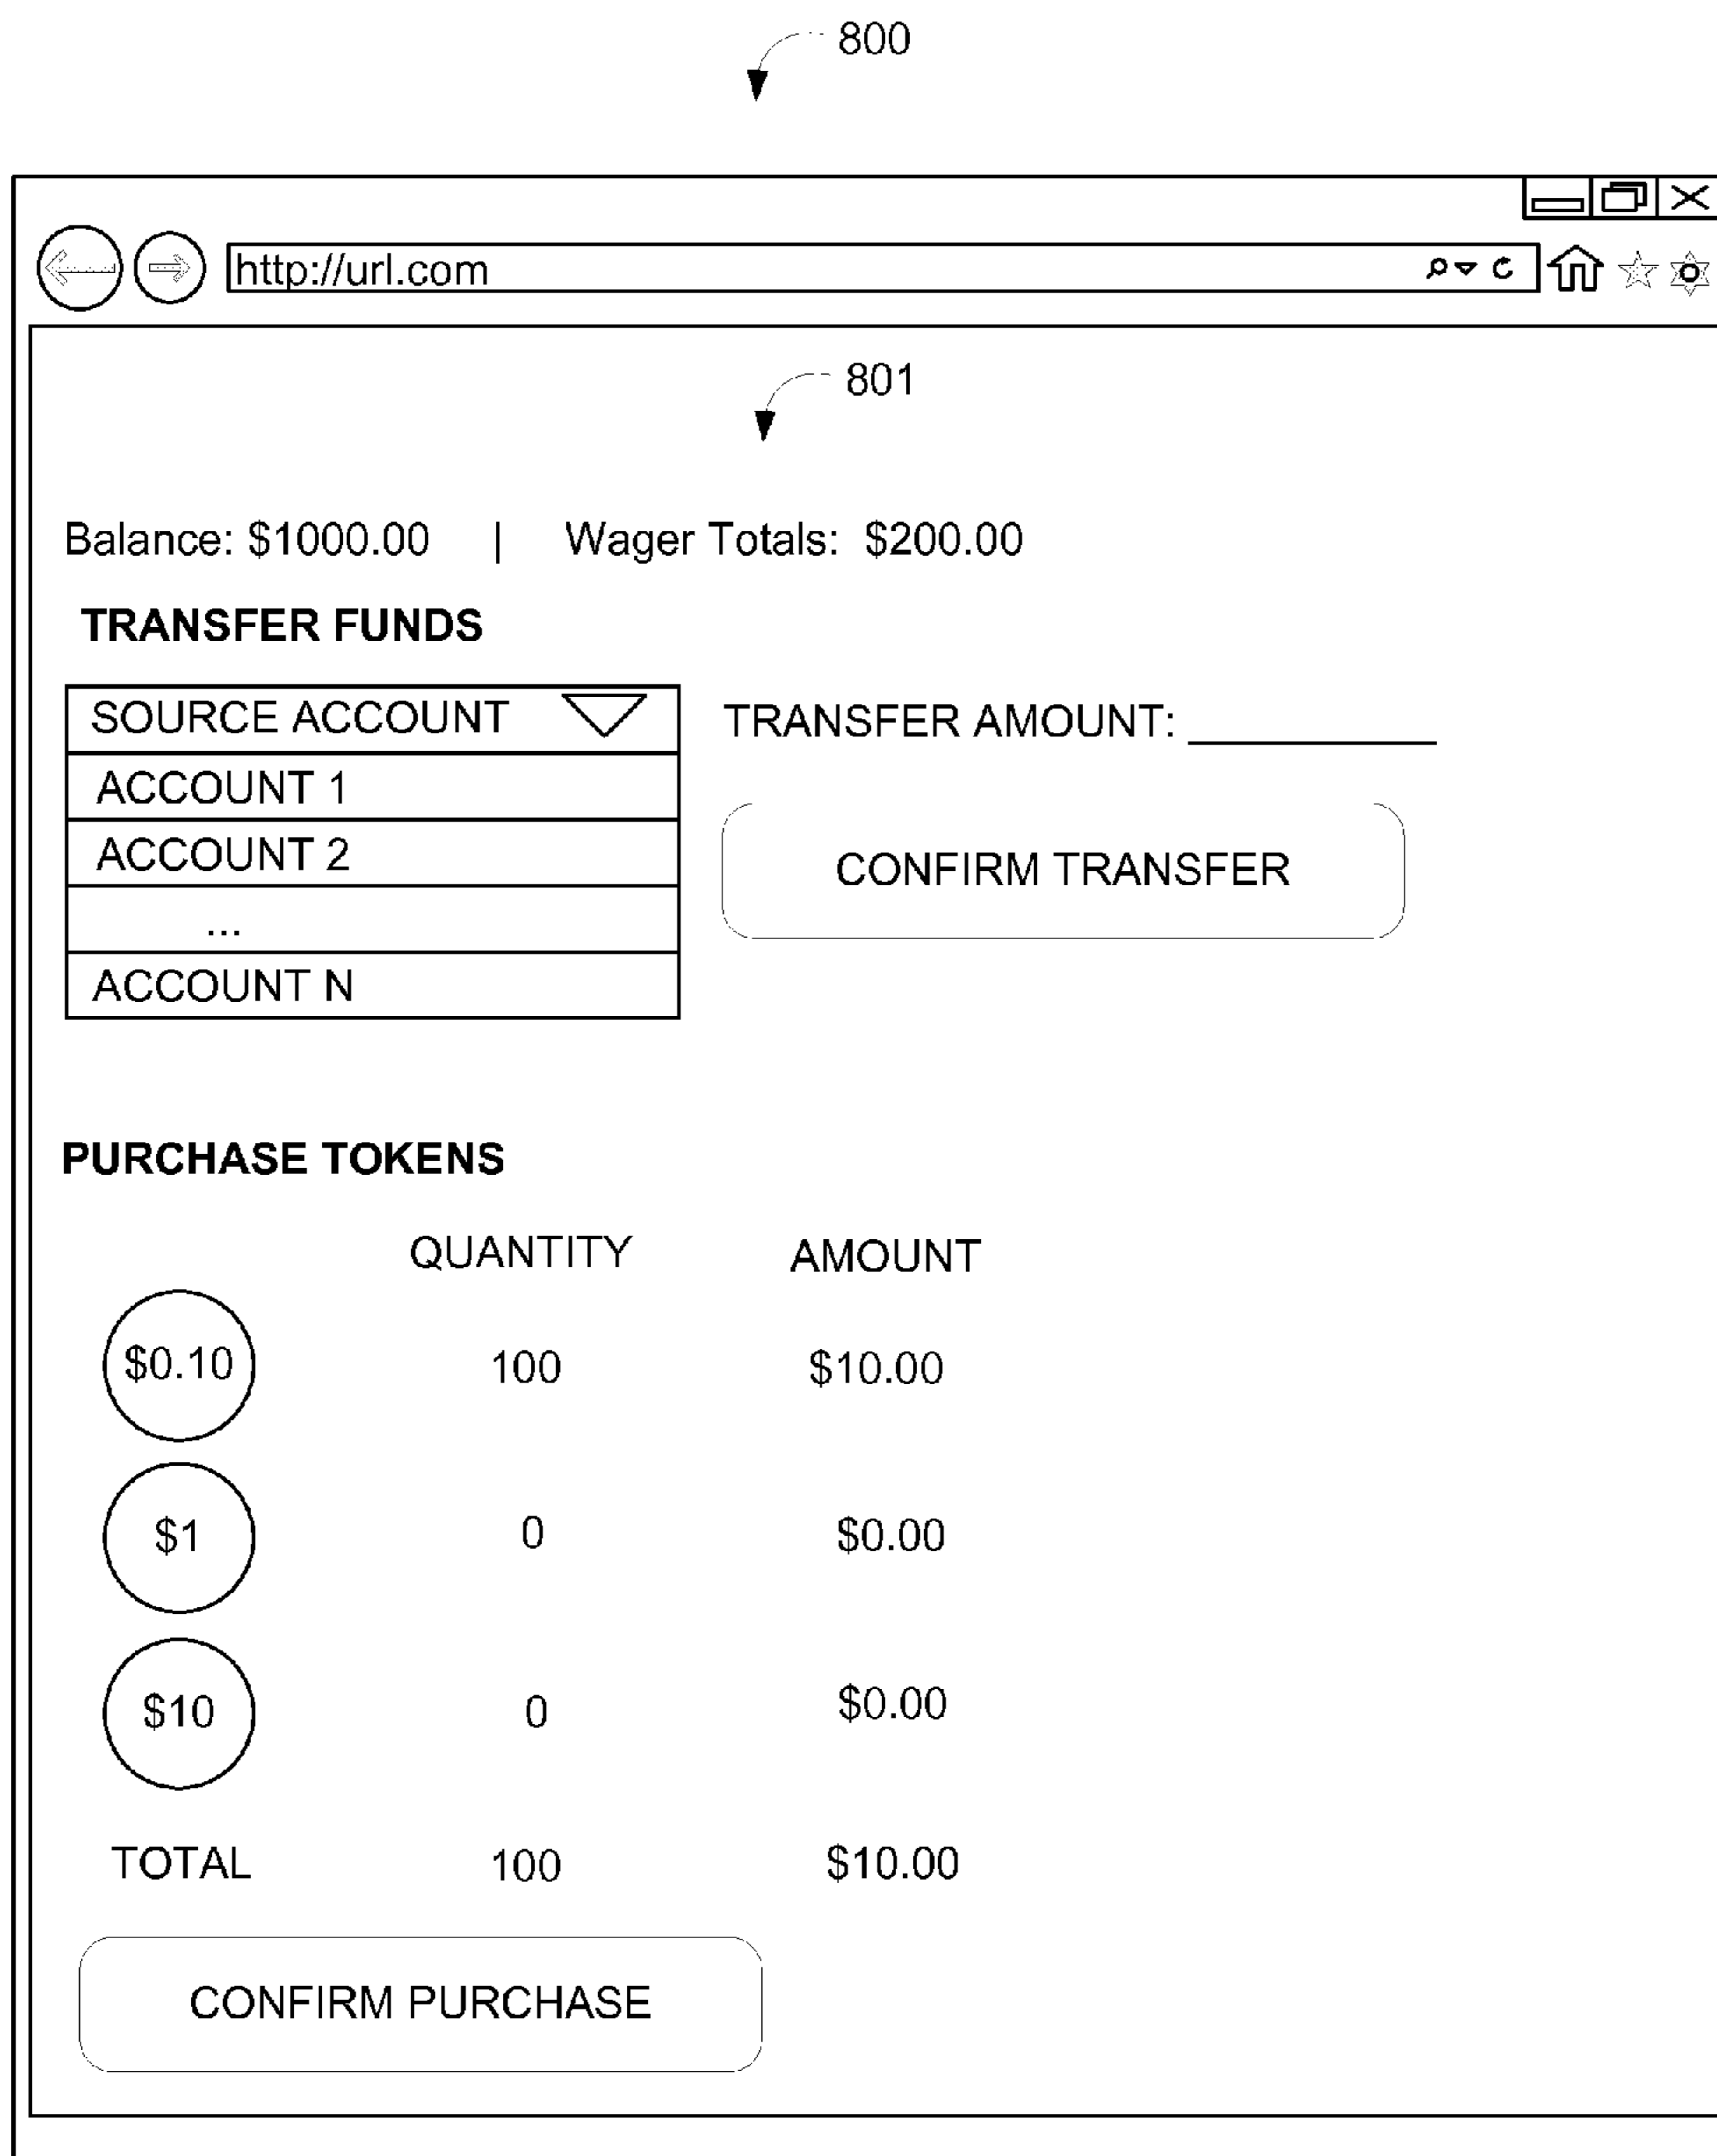 800
http://url.com
801
Balance: $1000.00 | Wager Totals: $200.00
TRANSFER FUNDS
SOURCE ACCOUNT
TRANSFER AMOUNT: __________
ACCOUNT 1
ACCOUNT 2
CONFIRM TRANSFER
...
ACCOUNT N
PURCHASE TOKENS
QUANTITY AMOUNT
$0.10 100 $10.00
$1 0 $0.00
$10 0 $0.00
TOTAL 100 $10.00
CONFIRM PURCHASE